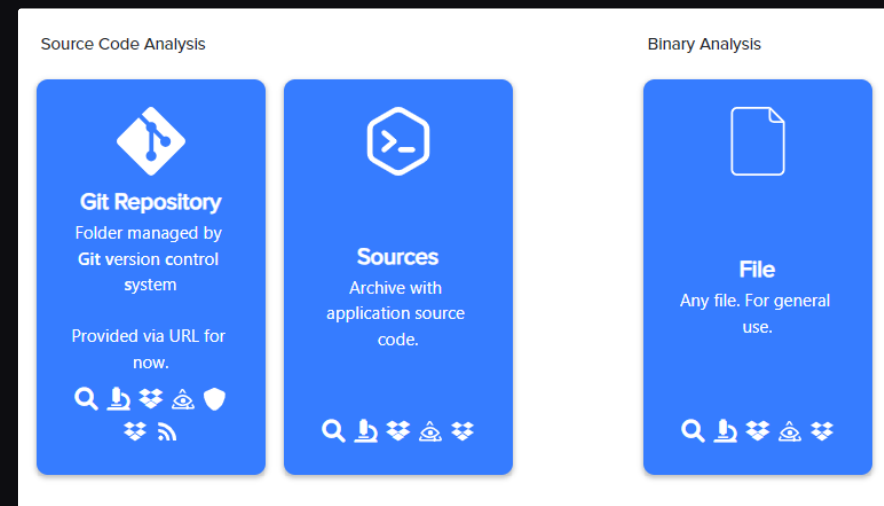 Source Code Analysis
Binary Analysis
Git Repository
Folder managed by
Git version control
system
Provided via URL for
now.
Sources
Archive with
application source
code.
File
Any file. For general
use.